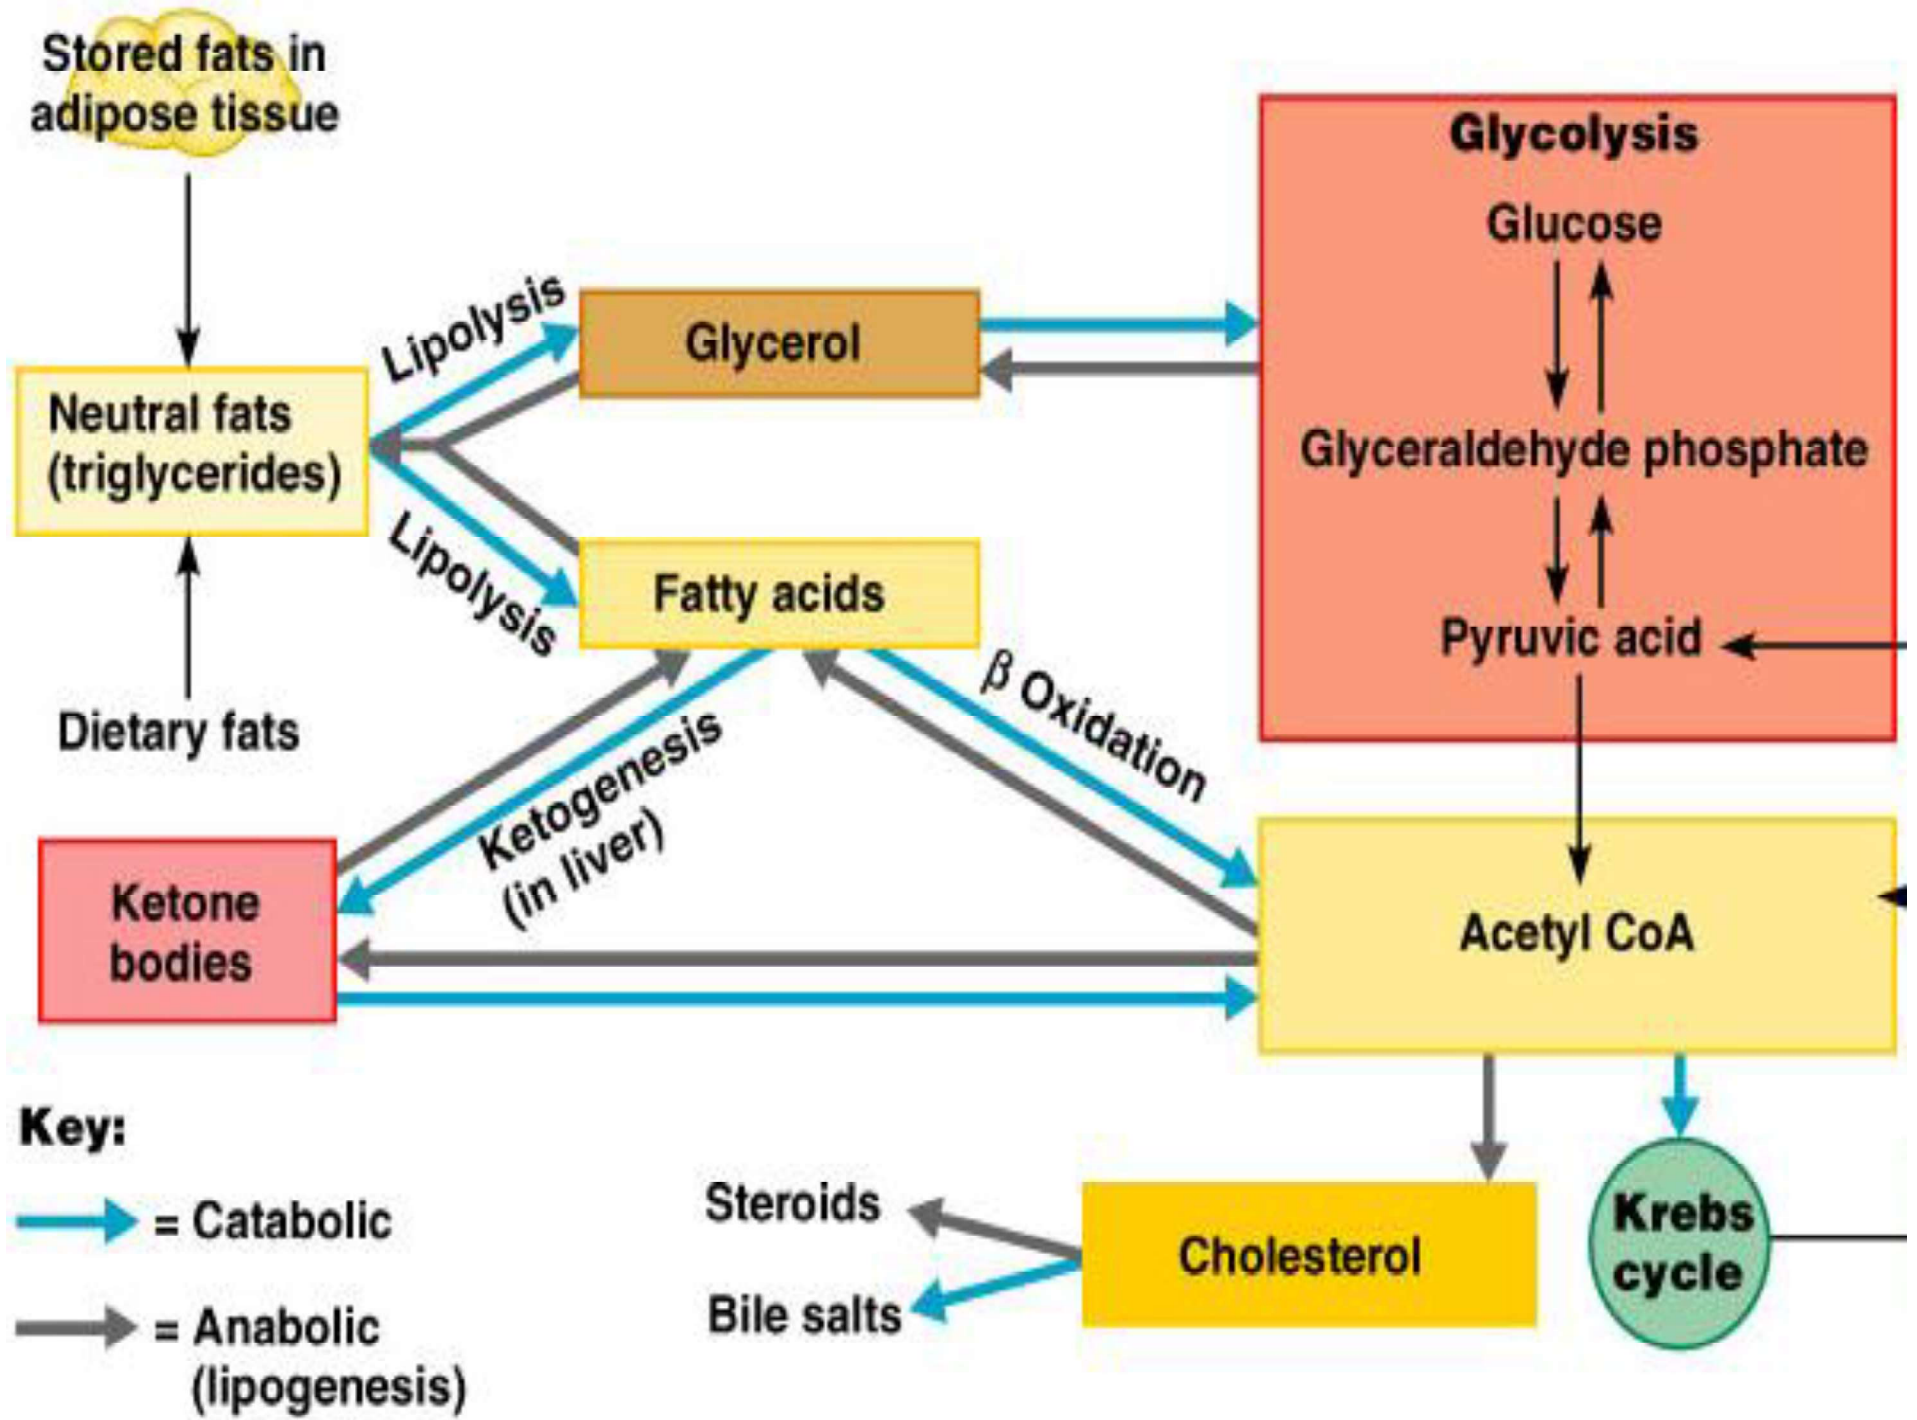 Stored fats in
adipose tissue
Glycolysis
Glucose
Lipolysis
Glycerol
Neutral fats
(triglycerides)
Glyceraldehyde phosphate
Lipolysis
Fatty acids
Pyruvic acid
β Oxidation
Dietary fats
Ketogenesis
(in liver)
Ketone
bodies
Acetyl CoA
Key:
= Catabolic
= Anabolic
(lipogenesis)
Steroids
Bile salts
Cholesterol
Krebs
cycle